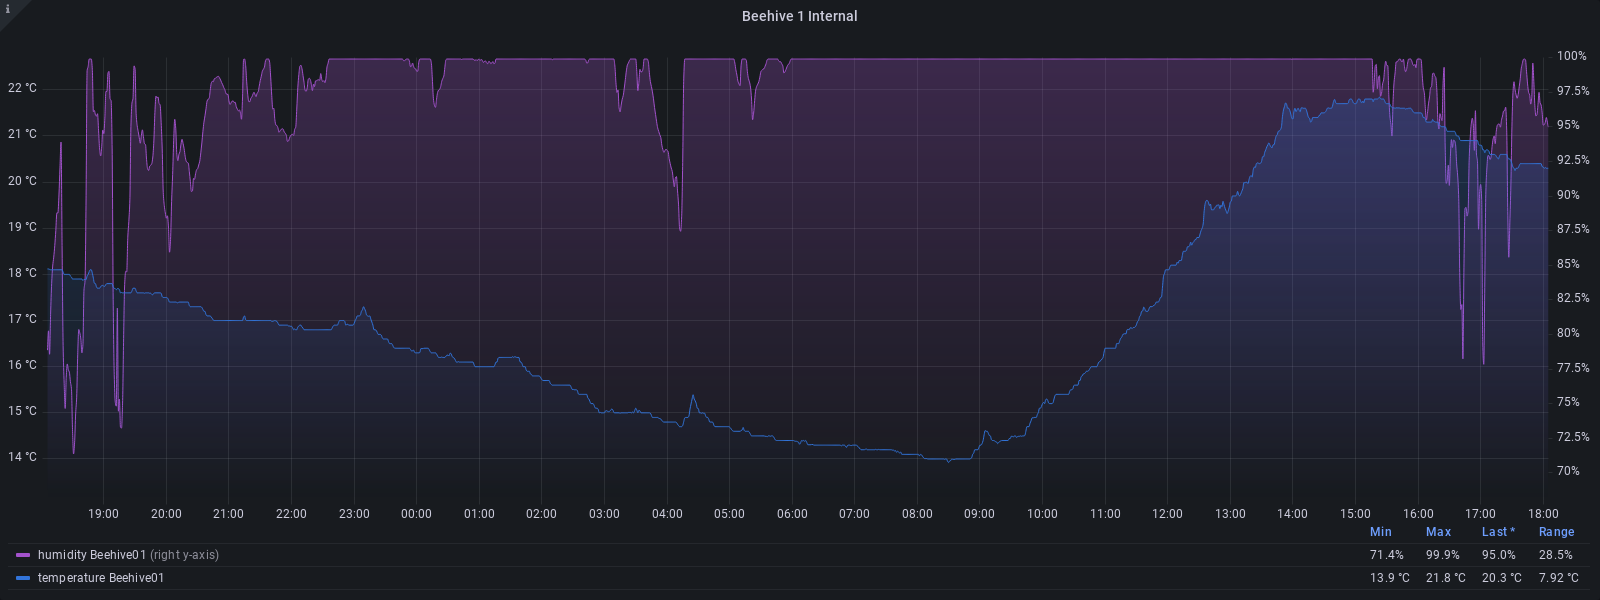 i
Beehive 1 Internal
22 °C
21 °C
20 °C
19 °C
18 °C
17 °C
16 °C
15 °C
14 °C
100%
97.5%
95%
92.5%
90%
87.5%
85%
82.5%
80%
77.5%
75%
72.5%
70%
19:00 20:00 21:00 22:00 23:00 00:00 01:00 02:00 03:00 04:00 05:00 06:00 07:00 08:00 09:00 10:00 11:00 12:00 13:00 14:00 15:00 16:00 17:00 18:00
Min Max Last * Range
humidity Beehive01 (right y-axis) 71.4% 99.9% 95.0% 28.5%
temperature Beehive01 13.9 °C 21.8 °C 20.3 °C 7.92 °C